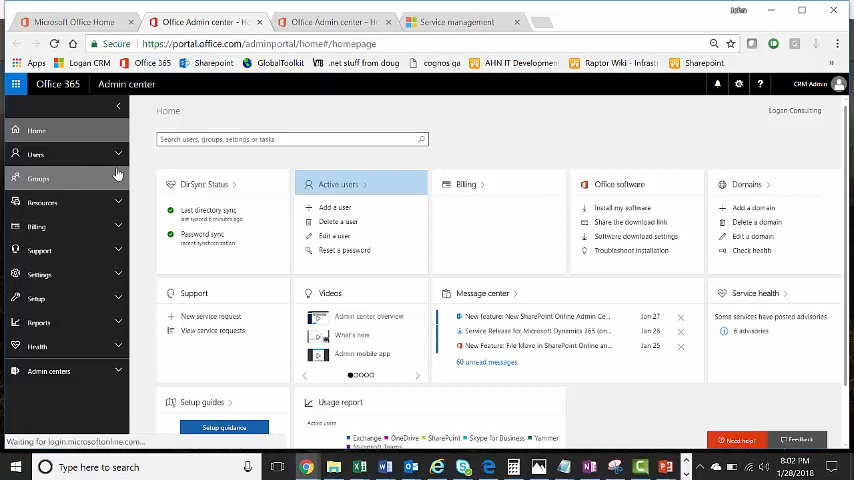 John
Microsoft Office Home
Office Admin center - H
Office Admin center - H
Service management
Secure
https://portal.office.com/adminportal/home#/homepage
Apps
Logan CRM
Office 365
Sharepoint
GlobalToolkit
.net stuff from doug
cognos qa
AHN IT Development
Raptor Wiki - Infrastr
Sharepoint
Office 365
Admin center
CRM Admin
Home
Logan Consulting
Search users, groups, settings or tasks
Home
Users
Groups
Resources
Billing
Support
Settings
Setup
Reports
Health
Admin centers
DirSync Status
Last directory sync
last synced 6 minutes ago
Password sync
recent synchronization
Active users
Add a user
Delete a user
Edit a user
Reset a password
Billing
Office software
Install my software
Share the download link
Software download settings
Troubleshoot installation
Domains
Add a domain
Delete a domain
Edit a domain
Check health
Support
New service request
View service requests
Videos
Admin center overview
What's new
Admin mobile app
Message center
New feature: New SharePoint Online Admin Ce...
Jan 27
Service Release for Microsoft Dynamics 365 (on...
Jan 26
New Feature: File Move in SharePoint Online an...
Jan 25
60 unread messages
Service health
Some services have posted advisories
6 advisories
Setup guides
Setup guidance
Usage report
Active users
Exchange
OneDrive
SharePoint
Skype for Business
Yammer
Microsoft Teams
Need help?
Feedback
Waiting for login.microsoftonline.com...
Type here to search
8:02 PM
1/28/2018